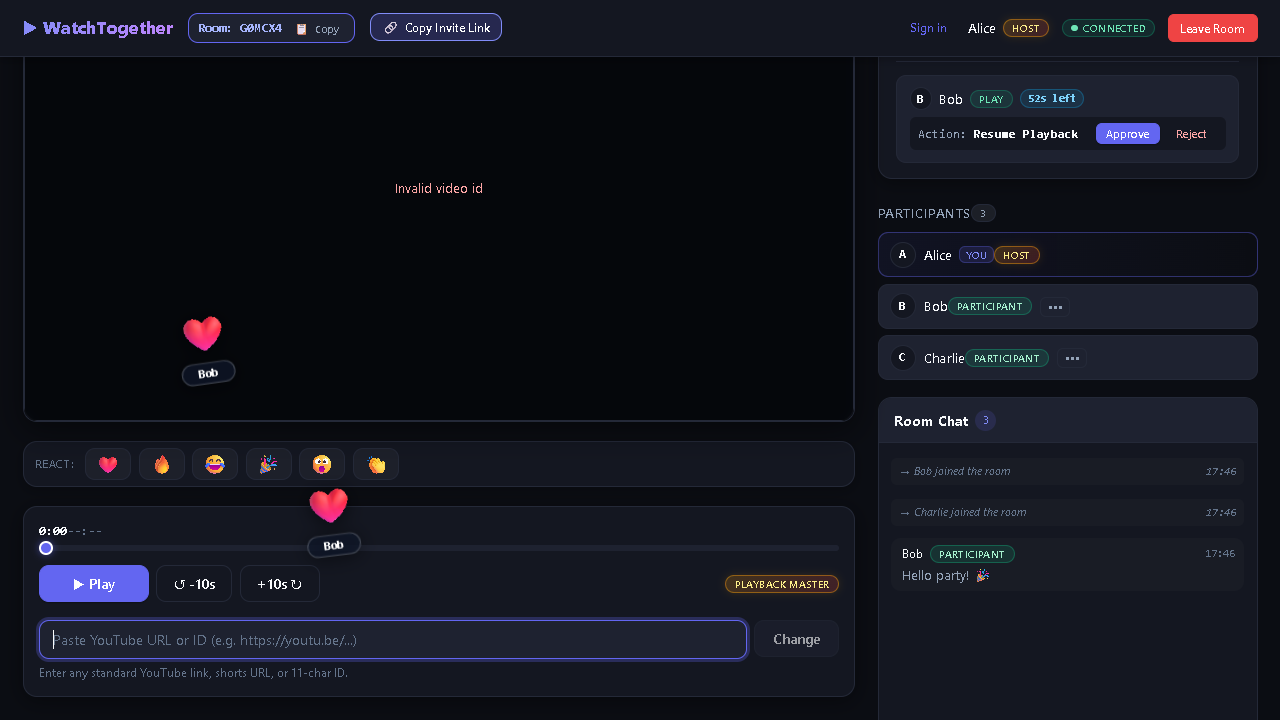 ▶ WatchTogether
Room: G0MCX4 📋 Copy
🔗 Copy Invite Link
Sign in
Alice HOST
● CONNECTED
Leave Room
Invalid video id
Bob
REACT: ❤️ 🔥 😂 🎉 😲 👏
Bob
0:00 --:--
▶ Play
↺ -10s
+10s ↻
PLAYBACK MASTER
Paste YouTube URL or ID (e.g. https://youtu.be/...)
Change
Enter any standard YouTube link, shorts URL, or 11-char ID.
B Bob PLAY 52s left
Action: Resume Playback Approve Reject
PARTICIPANTS 3
A Alice YOU HOST
B Bob PARTICIPANT •••
C Charlie PARTICIPANT •••
Room Chat 3
→ Bob joined the room 17:46
→ Charlie joined the room 17:46
Bob PARTICIPANT 17:46
Hello party! 🎉